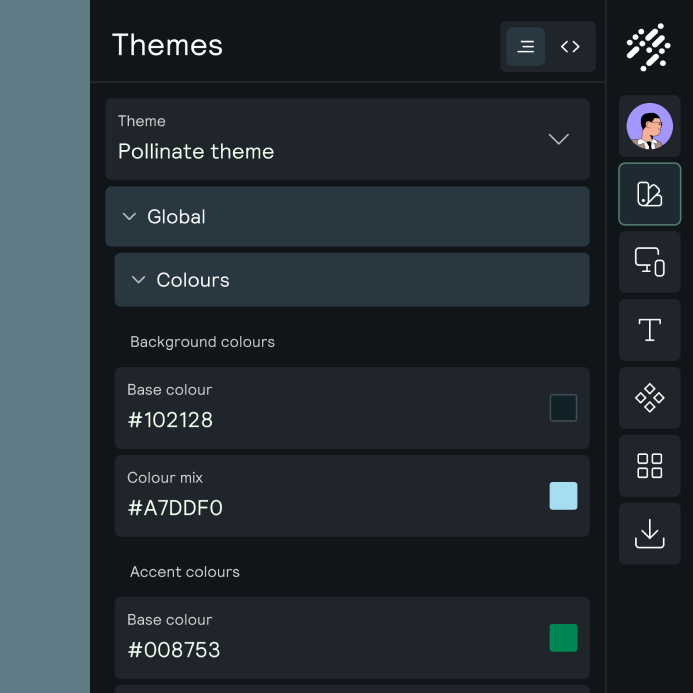 Themes
Theme
Pollinate theme
Global
Colours
Background colours
Base colour
#102128
Colour mix
#A7DDF0
Accent colours
Base colour
#008753